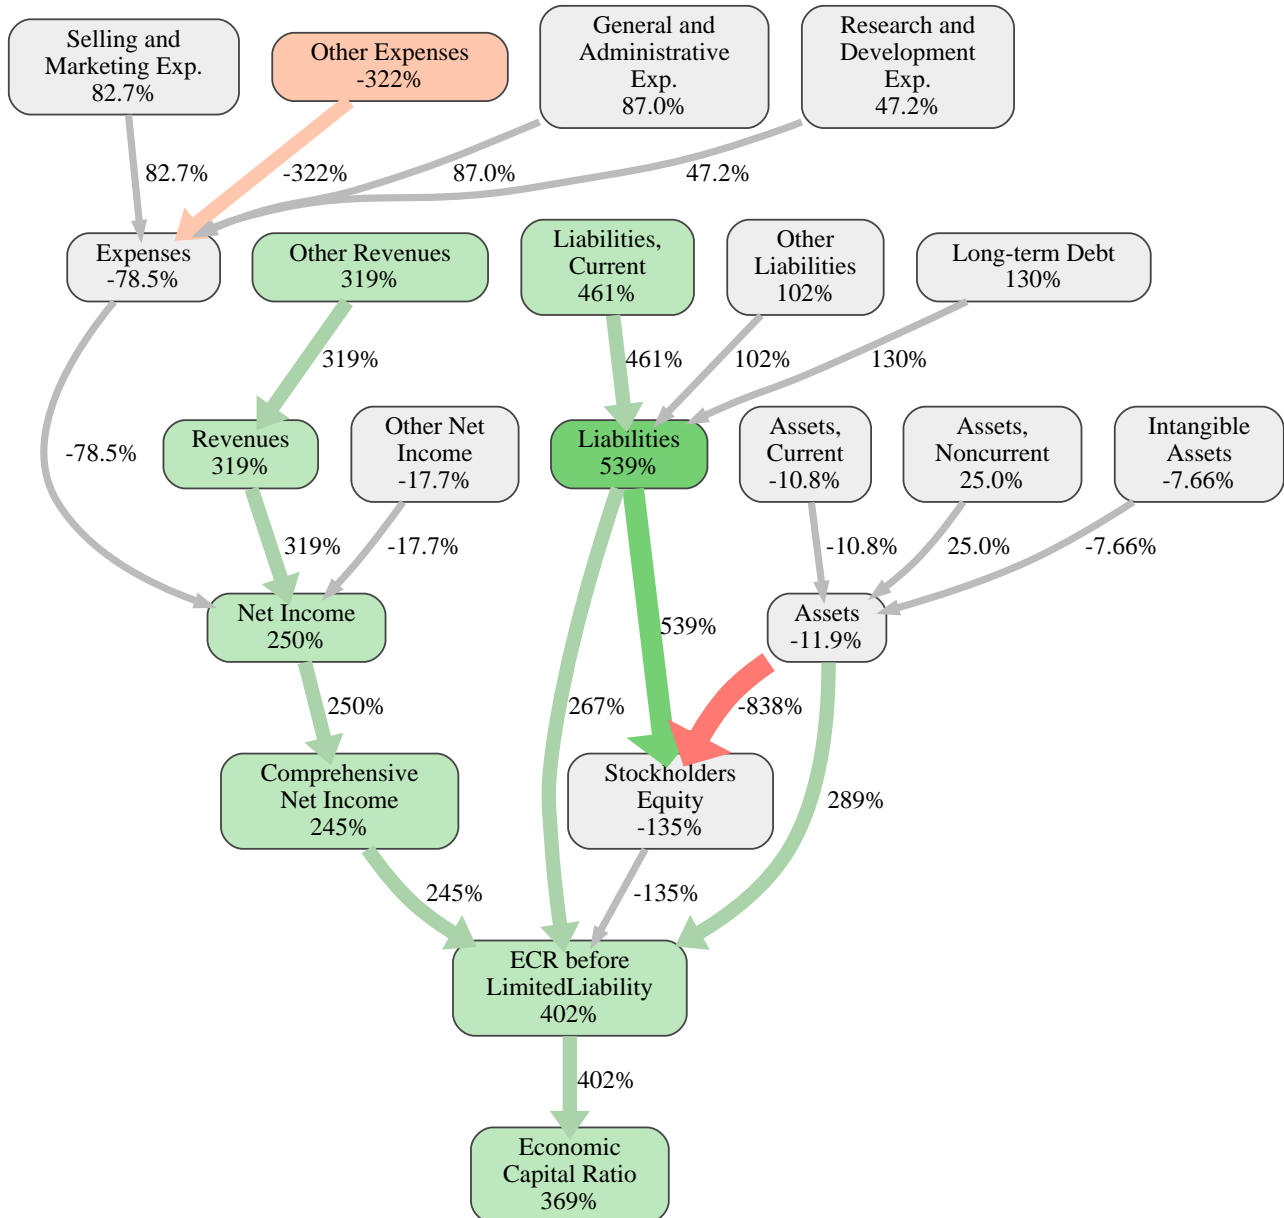 Selling and
Marketing Exp.
82.7%
Other Expenses
-322%
General and
Administrative
Exp.
87.0%
Research and
Development
Exp.
47.2%
82.7%
-322%
87.0%
47.2%
Expenses
-78.5%
Other Revenues
319%
Liabilities,
Current
461%
Other
Liabilities
102%
Long-term Debt
130%
319%
461%
102%
130%
-78.5%
Revenues
319%
Other Net
Income
-17.7%
Liabilities
539%
Assets,
Current
-10.8%
Assets,
Noncurrent
25.0%
Intangible
Assets
-7.66%
319%
-17.7%
-10.8%
25.0%
-7.66%
Net Income
250%
539%
Assets
-11.9%
250%
267%
-838%
Comprehensive
Net Income
245%
Stockholders
Equity
-135%
289%
245%
-135%
ECR before
LimitedLiability
402%
402%
Economic
Capital Ratio
369%